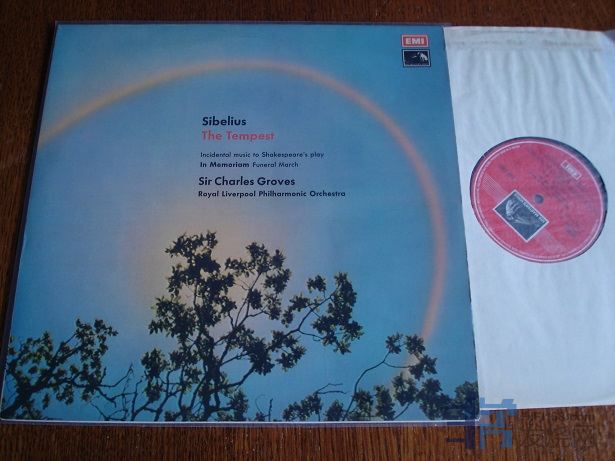 EMI
Sibelius
The Tempest
Incidental music to Shakespeare's play
In Memoriam Funeral March
Sir Charles Groves
Royal Liverpool Philharmonic Orchestra
EMI